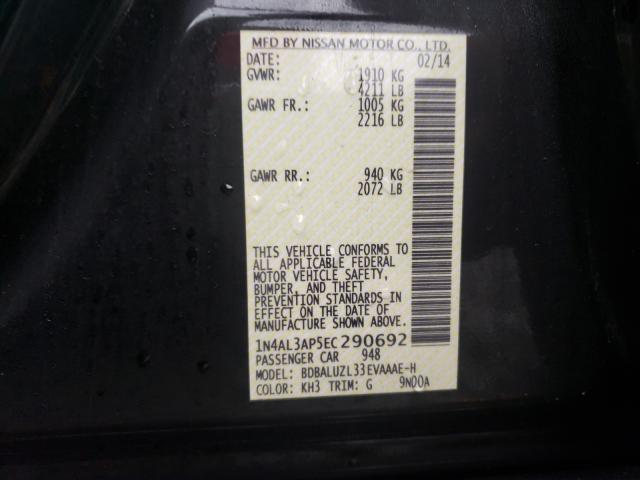 MFD BY NISSAN MOTOR CO., LTD.
DATE: 02/14
GVWR: 1910 KG
4211 LB
GAWR FR.: 1005 KG
2216 LB
GAWR RR.: 940 KG
2072 LB
THIS VEHICLE CONFORMS TO
ALL APPLICABLE FEDERAL
MOTOR VEHICLE SAFETY,
BUMPER, AND THEFT
PREVENTION STANDARDS IN
EFFECT ON THE DATE OF
MANUFACTURE SHOWN ABOVE.
1N4AL3AP5EC290692
PASSENGER CAR 948
MODEL: BDBALUZL33EVAAAE-H
COLOR: KH3 TRIM: G 9N00A